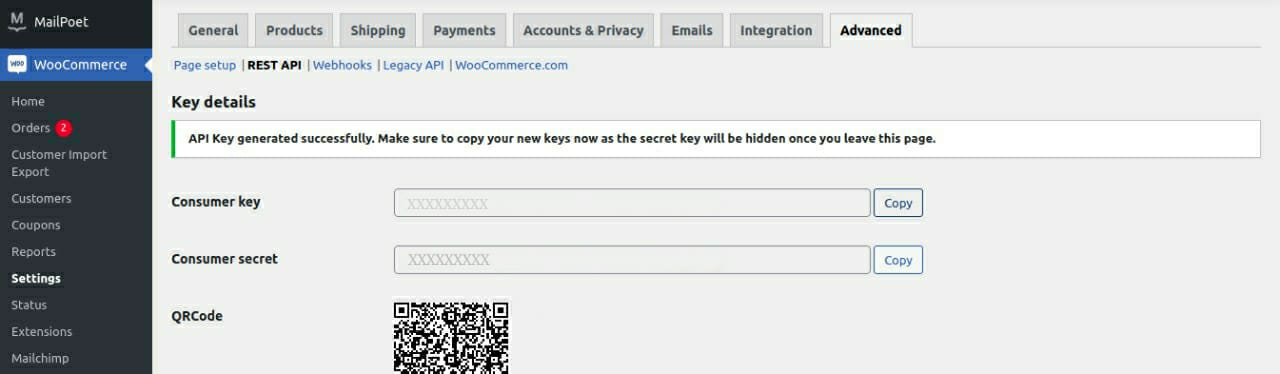 MailPoet
WooCommerce
Home
Orders 2
Customer Import
Export
Customers
Coupons
Reports
Settings
Status
Extensions
Mailchimp
General Products Shipping Payments Accounts & Privacy Emails Integration Advanced
Page setup | REST API | Webhooks | Legacy API | WooCommerce.com
Key details
API Key generated successfully. Make sure to copy your new keys now as the secret key will be hidden once you leave this page.
Consumer key XXXXXXXXX Copy
Consumer secret XXXXXXXXX Copy
QRCode